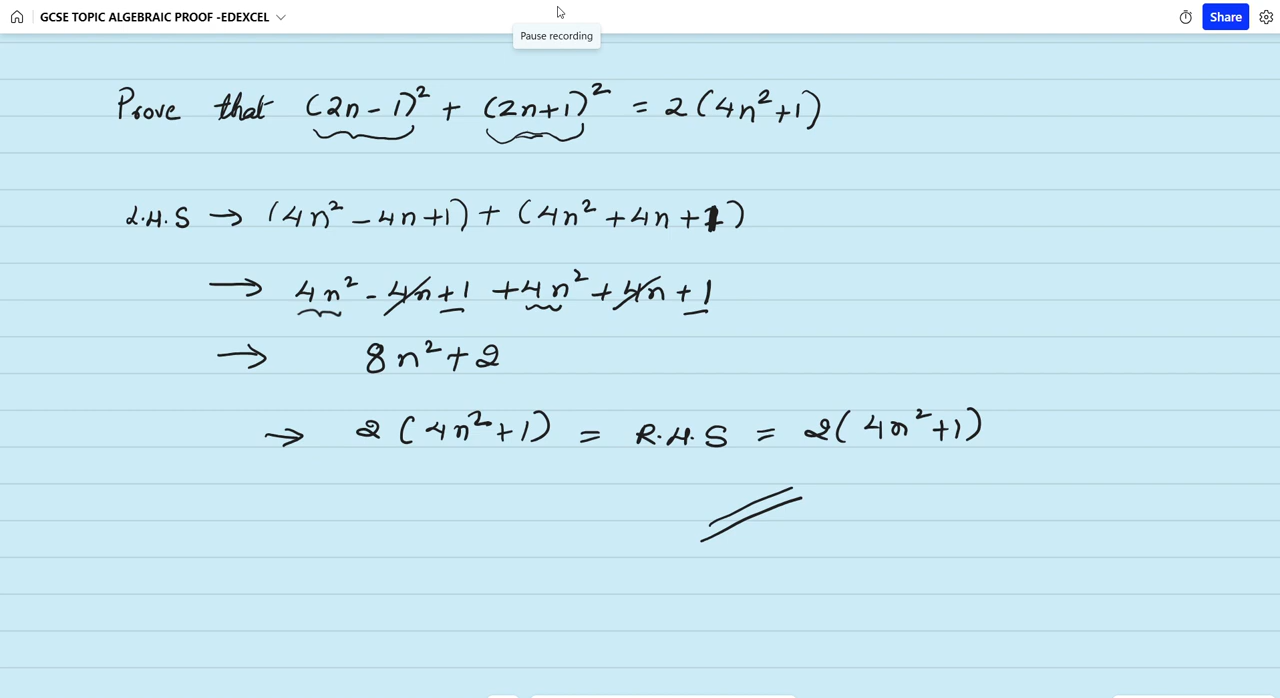 GCSE TOPIC ALGEBRAIC PROOF -EDEXCEL
Share
Pause recording
Prove that (2n - 1)² + (2n+1)² = 2(4n²+1)
L.H.S → (4n² - 4n+1) + (4n² + 4n + 1)
→ 4n² - 4n + 1 + 4n² + 4n + 1
→ 8n² + 2
→ 2(4n²+1) = R.H.S = 2(4n²+1)